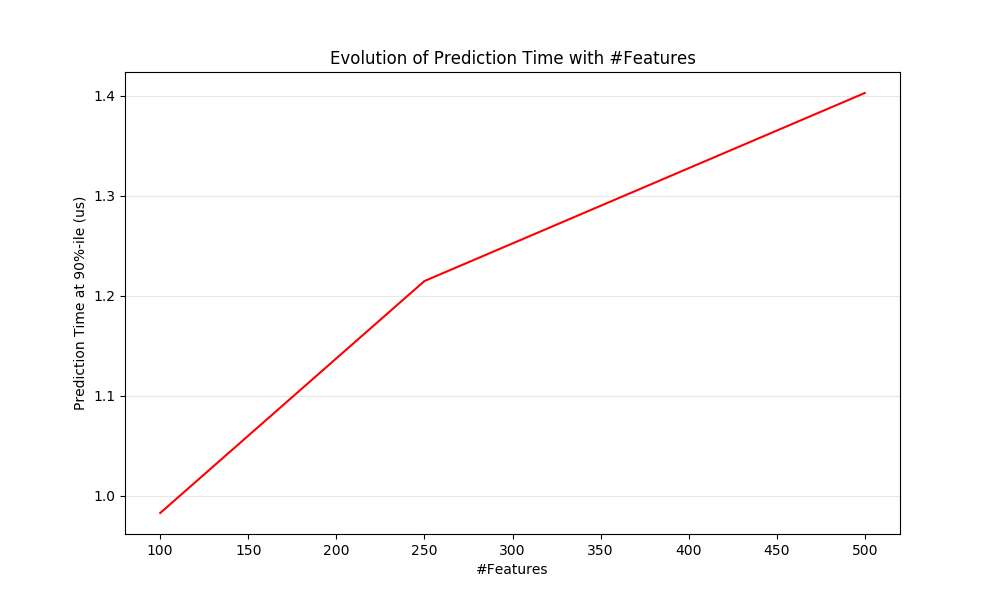 Evolution of Prediction Time with #Features
1.4
1.3
1.2
1.1
1.0
Prediction Time at 90%-ile (us)
100 150 200 250 300 350 400 450 500
#Features